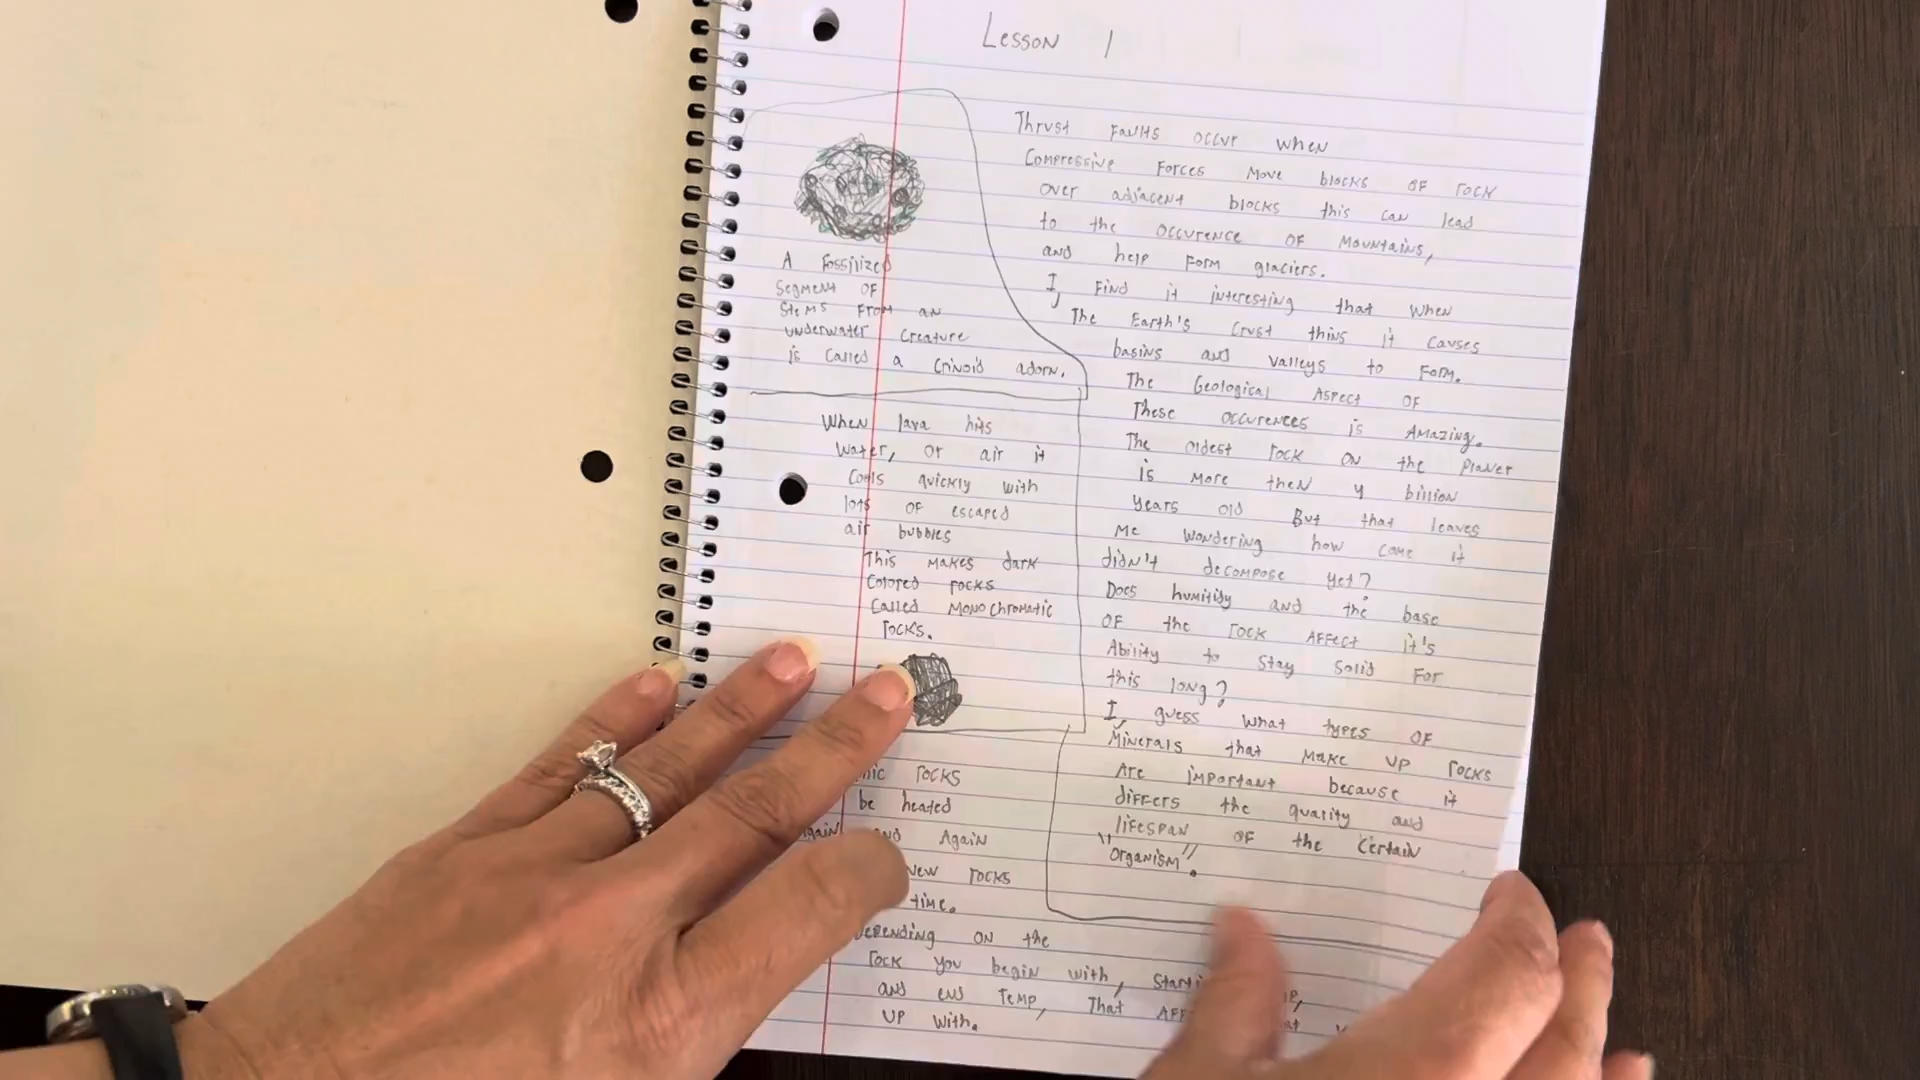 Lesson 1
A Fossilized
Segment OF
Stems From an
underwater creature
is called a Crinoid adorn.
When lava hits
water, or air it
Cools quickly with
lots OF escaped
air bubbles
This makes dark
Colored rocks
Called Monochromatic
rocks.
rocks
be heated
Again and Again
New rocks
time.
Depending on the
rock you begin with,
and end Temp, That
up with.
Thrust Faults occur when
Compressive Forces Move blocks OF rock
over adjacent blocks this can lead
to the occurence OF Mountains,
and help Form glaciers.
I Find it interesting that when
The Earth's Crust thins it causes
basins and valleys to Form.
The Geological Aspect OF
These occurences is Amazing.
The oldest rock on the Planet
is More then 4 billion
years old But that leaves
Me wondering how come it
didn't decompose yet?
Does humitidy and the base
OF the rock AFFect it's
Ability to stay solid For
this long?
I guess what types OF
Minerals that Make up rocks
Are important because it
differs the quality and
lifespan OF the Certain
"Organism".